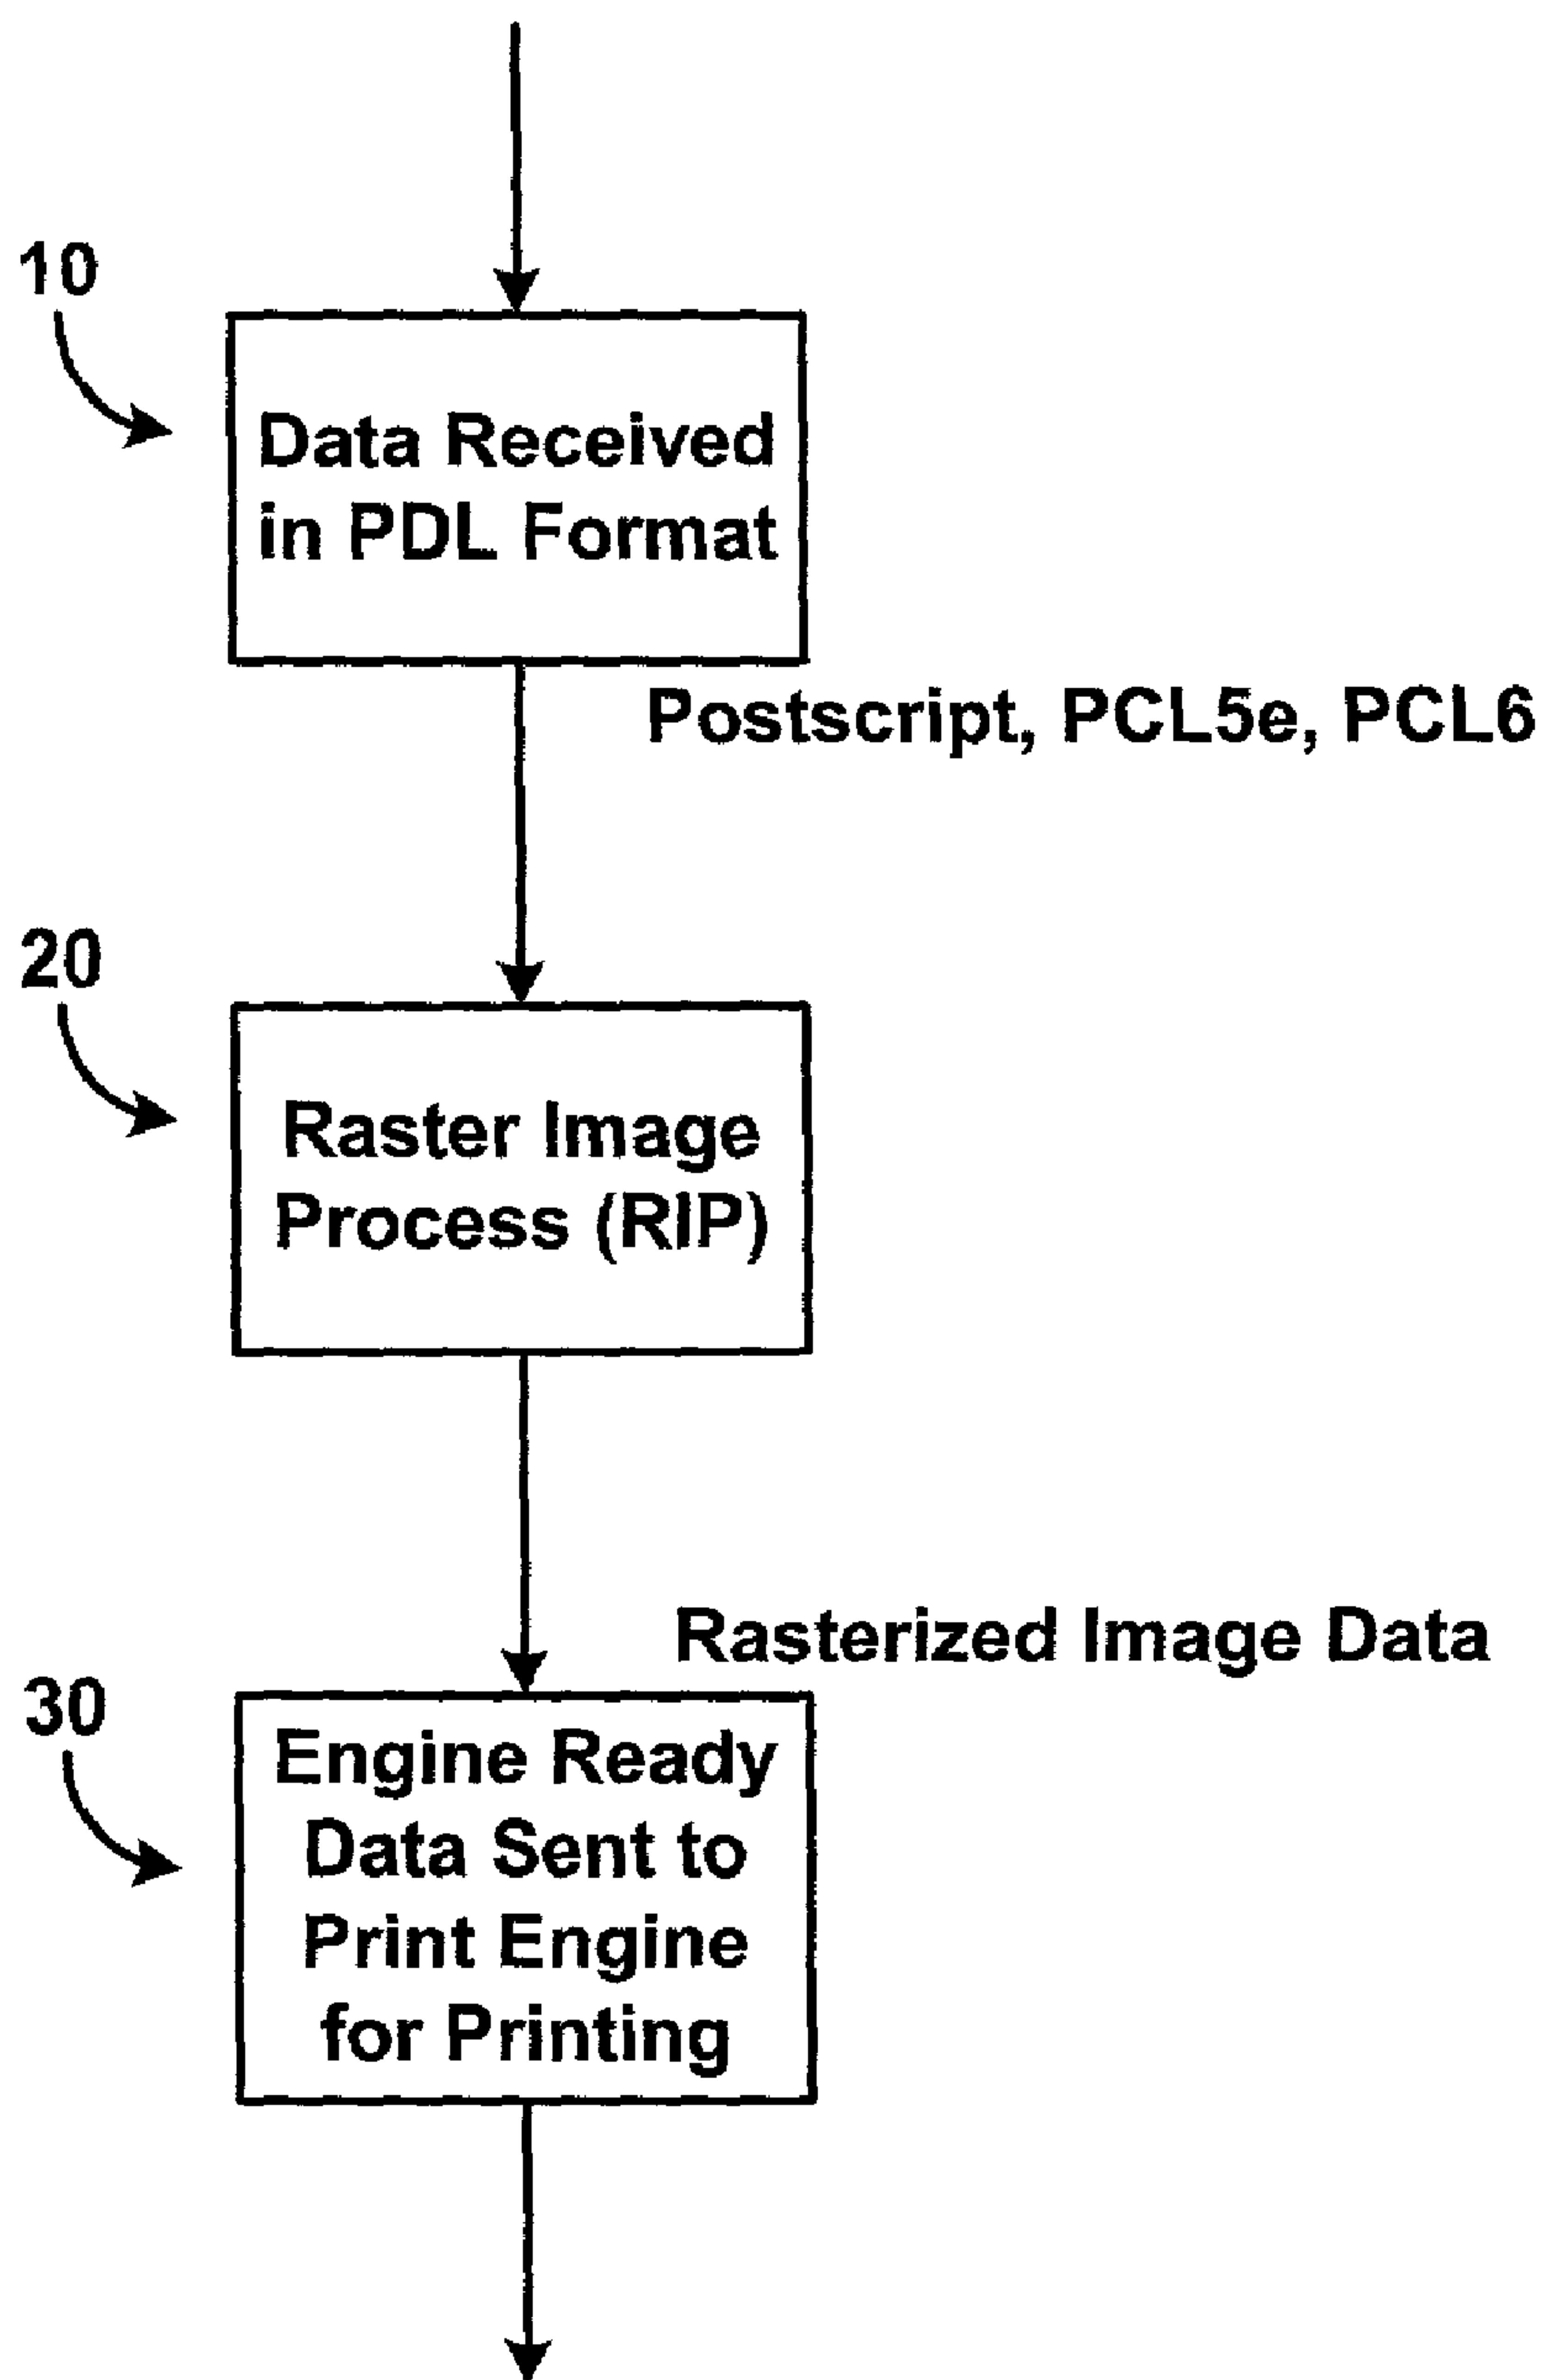 10
Data Received
in PDL Format
Postscript, PCL5e, PCL6
20
Raster Image
Process (RIP)
Rasterized Image Data
30
Engine Ready
Data Sent to
Print Engine
for Printing